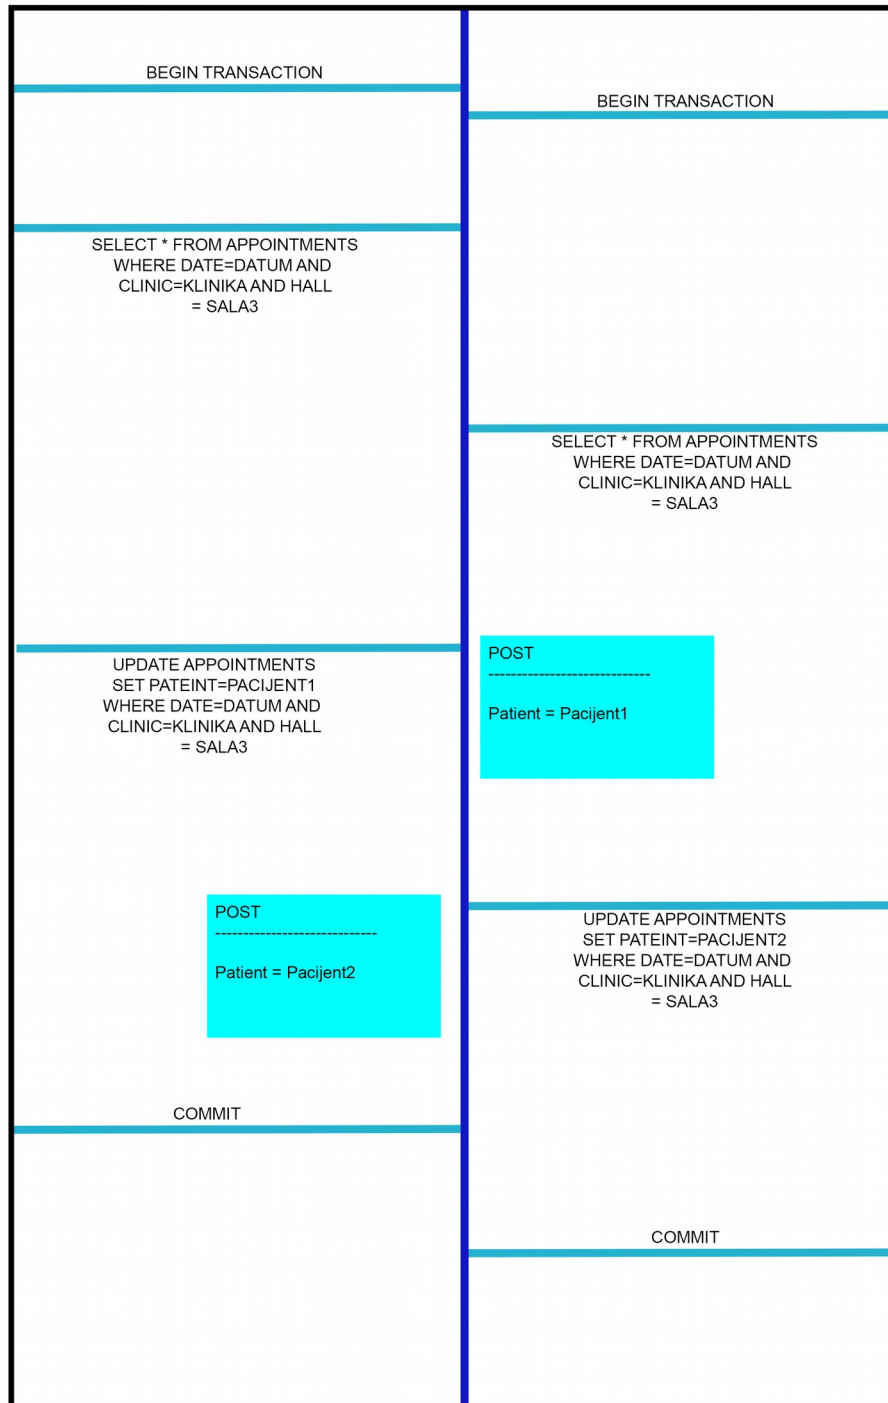 BEGIN TRANSACTION
BEGIN TRANSACTION
SELECT * FROM APPOINTMENTS
WHERE DATE=DATUM AND
CLINIC=KLINIKA AND HALL
= SALA3
SELECT * FROM APPOINTMENTS
WHERE DATE=DATUM AND
CLINIC=KLINIKA AND HALL
= SALA3
UPDATE APPOINTMENTS
SET PATEINT=PACIJENT1
WHERE DATE=DATUM AND
CLINIC=KLINIKA AND HALL
= SALA3
POST
-----------------------------
Patient = Pacijent1
POST
-----------------------------
Patient = Pacijent2
UPDATE APPOINTMENTS
SET PATEINT=PACIJENT2
WHERE DATE=DATUM AND
CLINIC=KLINIKA AND HALL
= SALA3
COMMIT
COMMIT